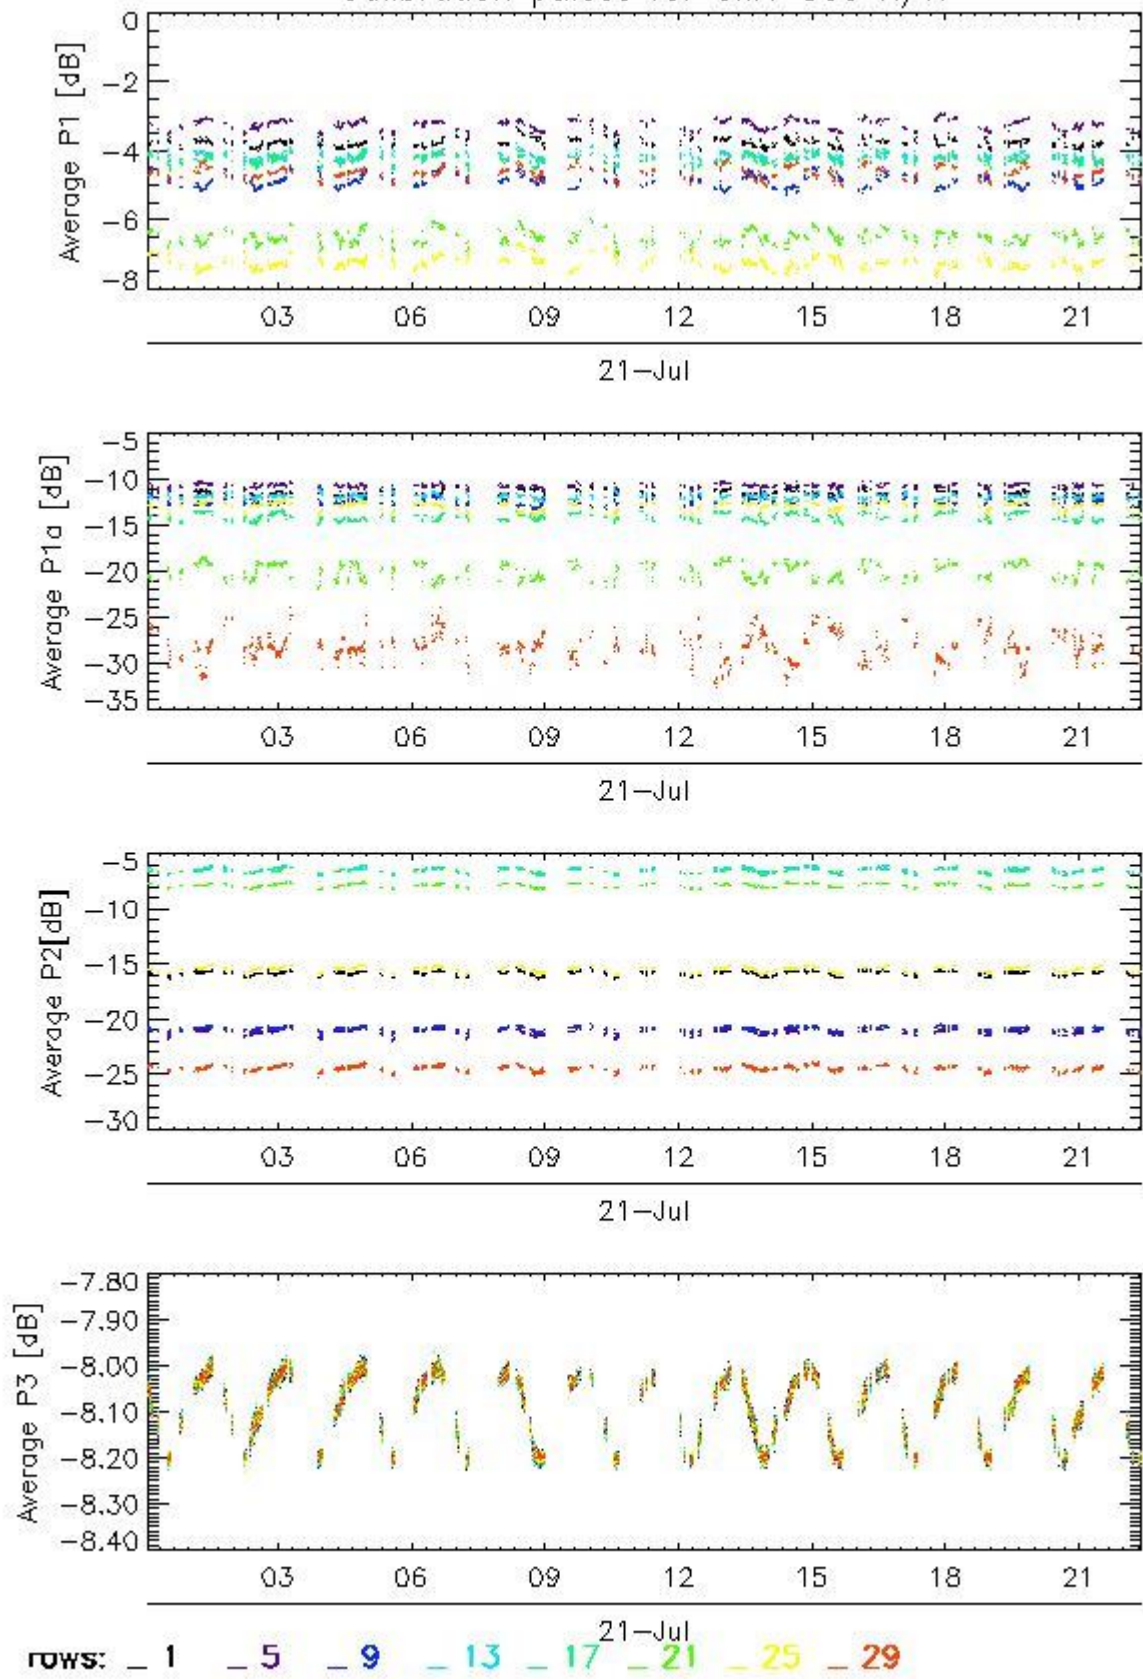 0
−2
−4
−6
−8
Average P1 [dB]
03 06 09 12 15 18 21
21−Jul
−5
−10
−15
−20
−25
−30
−35
Average P1a [dB]
03 06 09 12 15 18 21
21−Jul
−5
−10
−15
−20
−25
−30
Average P2[dB]
03 06 09 12 15 18 21
21−Jul
−7.80
−7.90
−8.00
−8.10
−8.20
−8.30
−8.40
Average P3 [dB]
03 06 09 12 15 18 21
21−Jul
rows: _ 1 _ 5 _ 9 _ 13 _ 17 _ 21 _ 25 _ 29